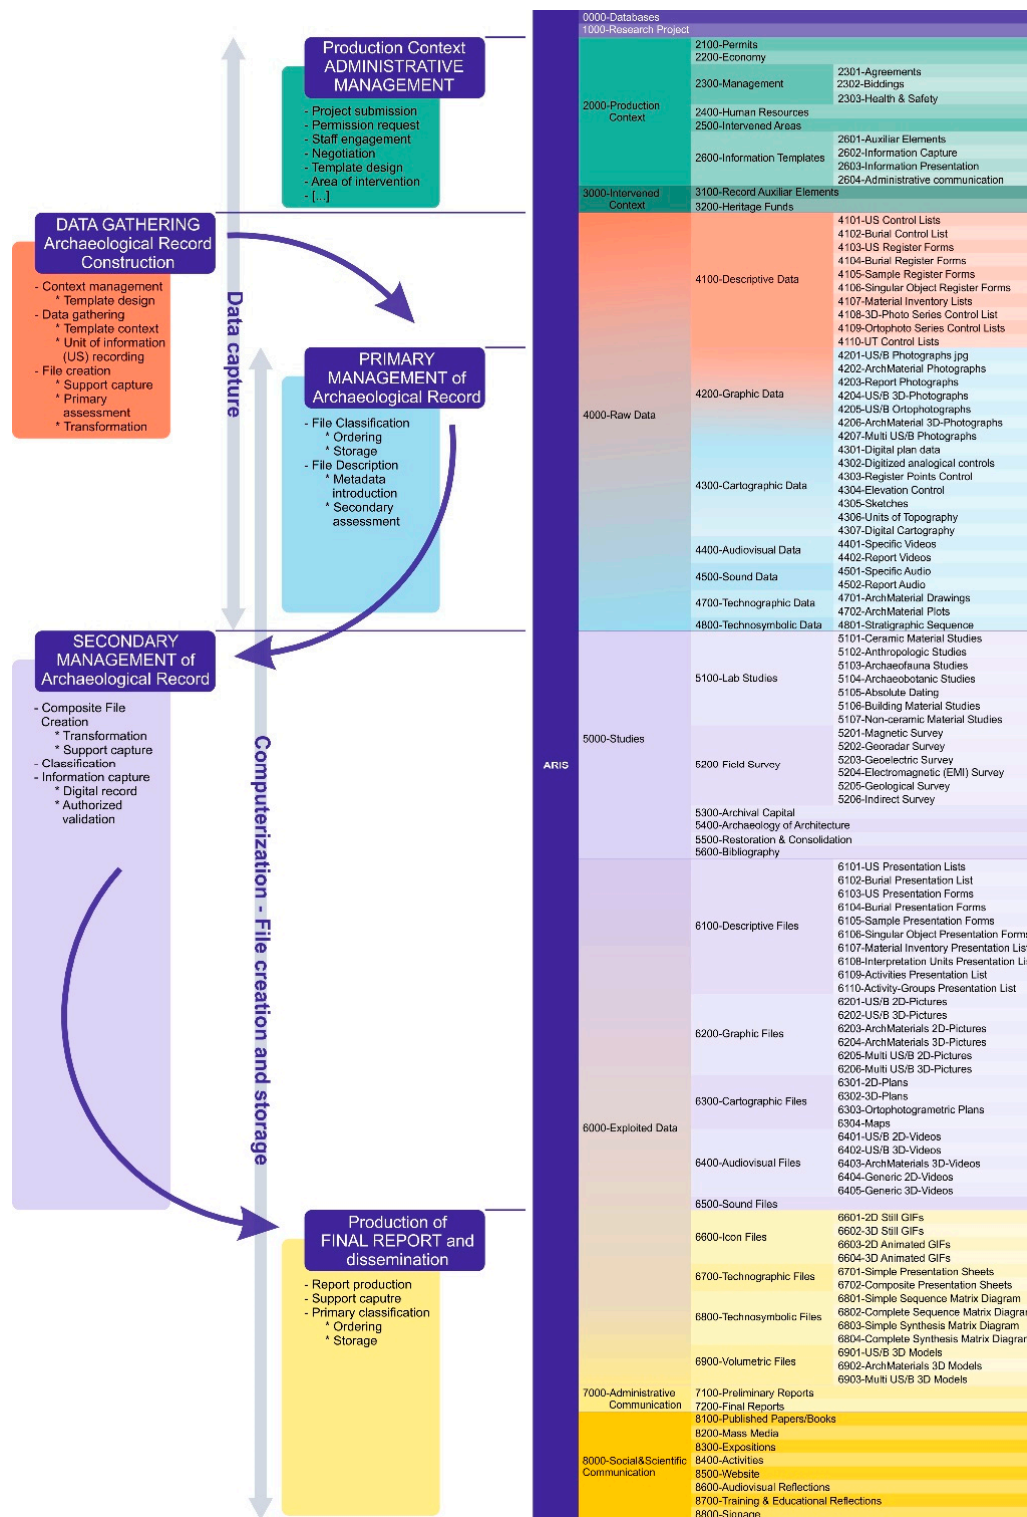 Production Context
ADMINISTRATIVE
MANAGEMENT
- Project submission
- Permission request
- Staff engagement
- Negotiation
- Template design
- Area of intervention
- [...]
DATA GATHERING
Archaeological Record
Construction
- Context management
* Template design
- Data gathering
* Template context
* Unit of information
(US) recording
- File creation
* Support capture
* Primary
assessment
* Transformation
Data capture
PRIMARY
MANAGEMENT of
Archaeological Record
- File Classification
* Ordering
* Storage
- File Description
* Metadata
introduction
* Secondary
assessment
SECONDARY
MANAGEMENT of
Archaeological Record
- Composite File
Creation
* Transformation
* Support capture
- Classification
- Information capture
* Digital record
* Authorized
validation
Computerization - File creation and storage
Production of
FINAL REPORT and
dissemination
- Report production
- Support caputre
- Primary classification
* Ordering
* Storage
ARIS
0000-Databases
1000-Research Project
2000-Production
Context
2100-Permits
2200-Economy
2300-Management
2301-Agreements
2302-Biddings
2303-Health & Safety
2400-Human Resources
2500-Intervened Areas
2600-Information Templates
2601-Auxiliar Elements
2602-Information Capture
2603-Information Presentation
2604-Administrative communication
3000-Intervened
Context
3100-Record Auxiliar Elements
3200-Heritage Funds
4000-Raw Data
4100-Descriptive Data
4101-US Control Lists
4102-Burial Control List
4103-US Register Forms
4104-Burial Register Forms
4105-Sample Register Forms
4106-Singular Object Register Forms
4107-Material Inventory Lists
4108-3D-Photo Series Control List
4109-Ortophoto Series Control Lists
4110-UT Control Lists
4200-Graphic Data
4201-US/B Photographs jpg
4202-ArchMaterial Photographs
4203-Report Photographs
4204-US/B 3D-Photographs
4205-US/B Ortophotographs
4206-ArchMaterial 3D-Photographs
4207-Multi US/B Photographs
4300-Cartographic Data
4301-Digital plan data
4302-Digitized analogical controls
4303-Register Points Control
4304-Elevation Control
4305-Sketches
4306-Units of Topography
4307-Digital Cartography
4400-Audiovisual Data
4401-Specific Videos
4402-Report Videos
4500-Sound Data
4501-Specific Audio
4502-Report Audio
4700-Technographic Data
4701-ArchMaterial Drawings
4702-ArchMaterial Plots
4800-Technosymbolic Data
4801-Stratigraphic Sequence
5000-Studies
5100-Lab Studies
5101-Ceramic Material Studies
5102-Anthropologic Studies
5103-Archaeofauna Studies
5104-Archaeobotanic Studies
5105-Absolute Dating
5106-Building Material Studies
5107-Non-ceramic Material Studies
5200-Field Survey
5201-Magnetic Survey
5202-Georadar Survey
5203-Geoelectric Survey
5204-Electromagnetic (EMI) Survey
5205-Geological Survey
5206-Indirect Survey
5300-Archival Capital
5400-Archaeology of Architecture
5500-Restoration & Consolidation
5600-Bibliography
6000-Exploited Data
6100-Descriptive Files
6101-US Presentation Lists
6102-Burial Presentation List
6103-US Presentation Forms
6104-Burial Presentation Forms
6105-Sample Presentation Forms
6106-Singular Object Presentation Forms
6107-Material Inventory Presentation List
6108-Interpretation Units Presentation Li
6109-Activities Presentation List
6110-Activity-Groups Presentation List
6200-Graphic Files
6201-US/B 2D-Pictures
6202-US/B 3D-Pictures
6203-ArchMaterials 2D-Pictures
6204-ArchMaterials 3D-Pictures
6205-Multi US/B 2D-Pictures
6206-Multi US/B 3D-Pictures
6300-Cartographic Files
6301-2D-Plans
6302-3D-Plans
6303-Ortophotogrametric Plans
6304-Maps
6400-Audiovisual Files
6401-US/B 2D-Videos
6402-US/B 3D-Videos
6403-ArchMaterials 3D-Videos
6404-Generic 2D-Videos
6405-Generic 3D-Videos
6500-Sound Files
6600-Icon Files
6601-2D Still GIFs
6602-3D Still GIFs
6603-2D Animated GIFs
6604-3D Animated GIFs
6700-Technographic Files
6701-Simple Presentation Sheets
6702-Composite Presentation Sheets
6800-Technosymbolic Files
6801-Simple Sequence Matrix Diagram
6802-Complete Sequence Matrix Diagram
6803-Simple Synthesis Matrix Diagram
6804-Complete Synthesis Matrix Diagram
6900-Volumetric Files
6901-US/B 3D Models
6902-ArchMaterials 3D Models
6903-Multi US/B 3D Models
7000-Administrative
Communication
7100-Preliminary Reports
7200-Final Reports
8000-Social&Scientific
Communication
8100-Published Papers/Books
8200-Mass Media
8300-Expositions
8400-Activities
8500-Website
8600-Audiovisual Reflections
8700-Training & Educational Reflections
8800-Signage